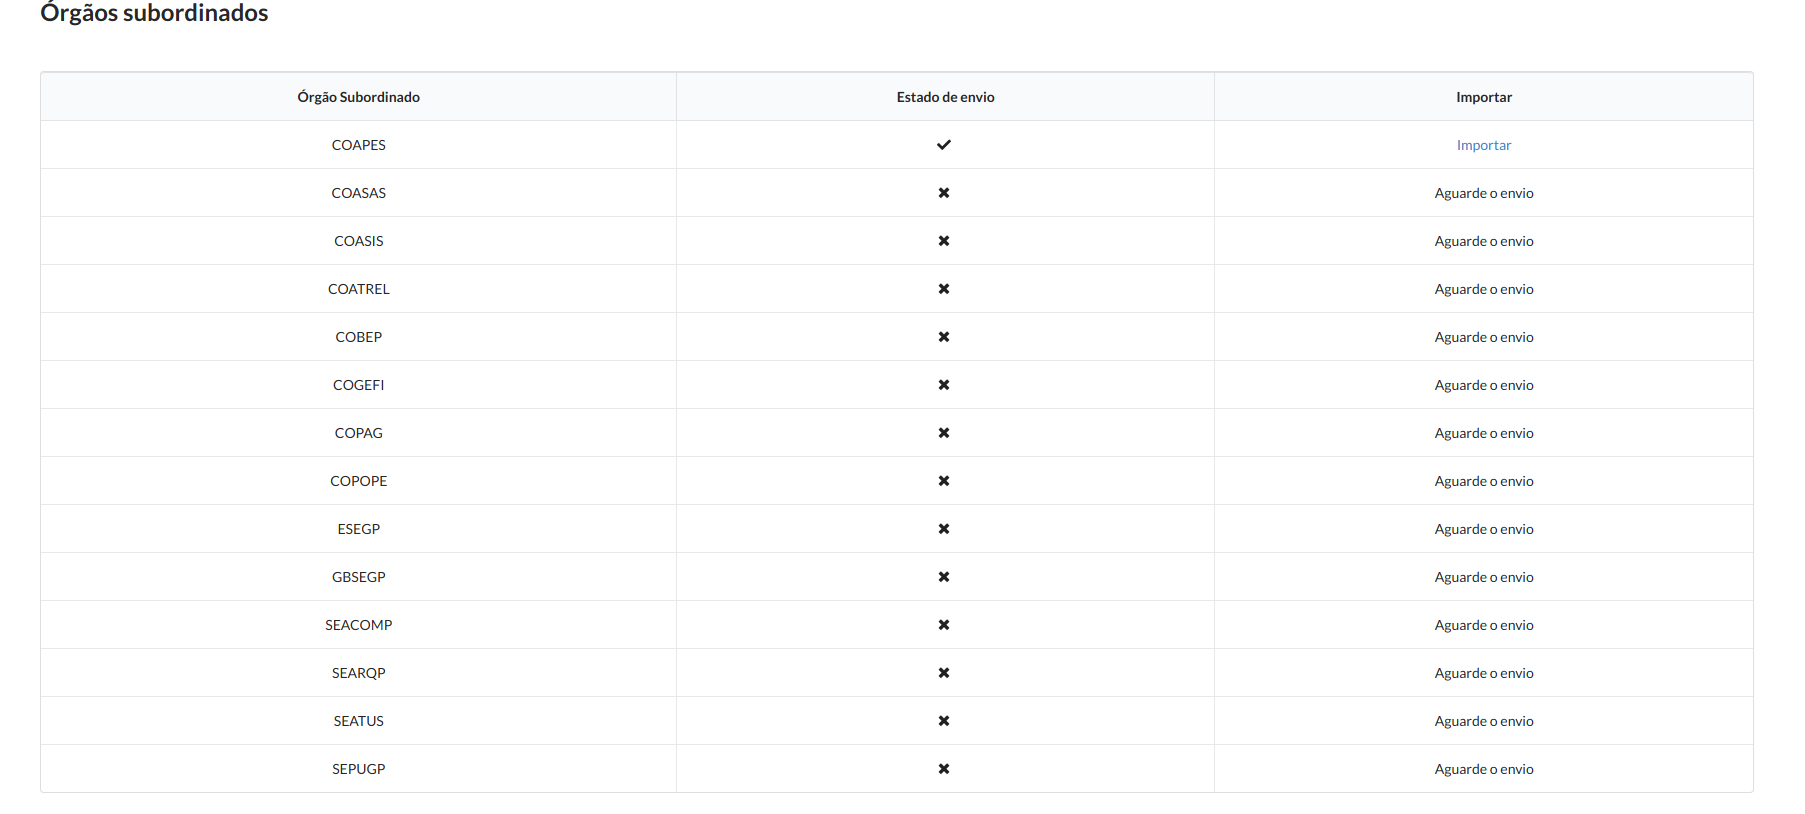 Órgãos subordinados
Órgão Subordinado Estado de envio Importar
COAPES Importar
COASAS Aguarde o envio
COASIS Aguarde o envio
COATREL Aguarde o envio
COBEP Aguarde o envio
COGEFI Aguarde o envio
COPAG Aguarde o envio
COPOPE Aguarde o envio
ESEGP Aguarde o envio
GBSEGP Aguarde o envio
SEACOMP Aguarde o envio
SEARQP Aguarde o envio
SEATUS Aguarde o envio
SEPUGP Aguarde o envio